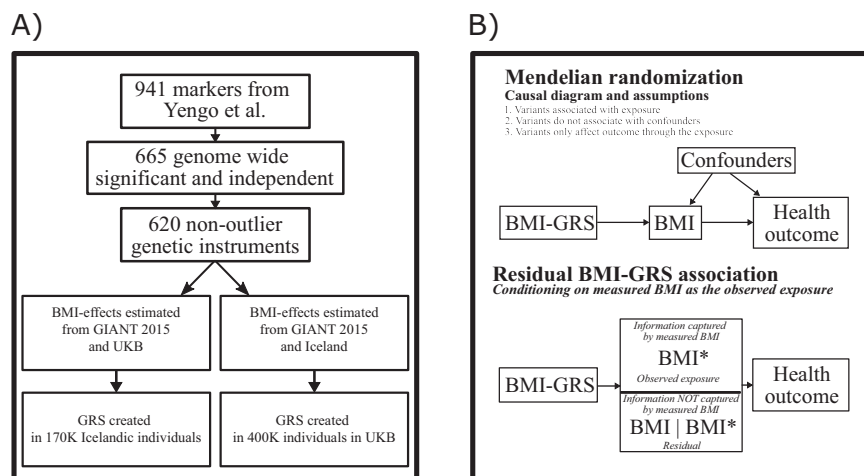 A)
941 markers from
Yengo et al.
665 genome wide
significant and independent
620 non-outlier
genetic instruments
BMI-effects estimated
from GIANT 2015
and UKB
BMI-effects estimated
from GIANT 2015
and Iceland
GRS created
in 170K Icelandic individuals
GRS created
in 400K individuals in UKB
B)
Mendelian randomization
Causal diagram and assumptions
1. Variants associated with exposure
2. Variants do not associate with confounders
3. Variants only affect outcome through the exposure
Confounders
BMI-GRS
BMI
Health
outcome
Residual BMI-GRS association
Conditioning on measured BMI as the observed exposure
BMI-GRS
Information captured
by measured BMI
BMI*
Observed exposure
Information NOT captured
by measured BMI
BMI | BMI*
Residual
Health
outcome